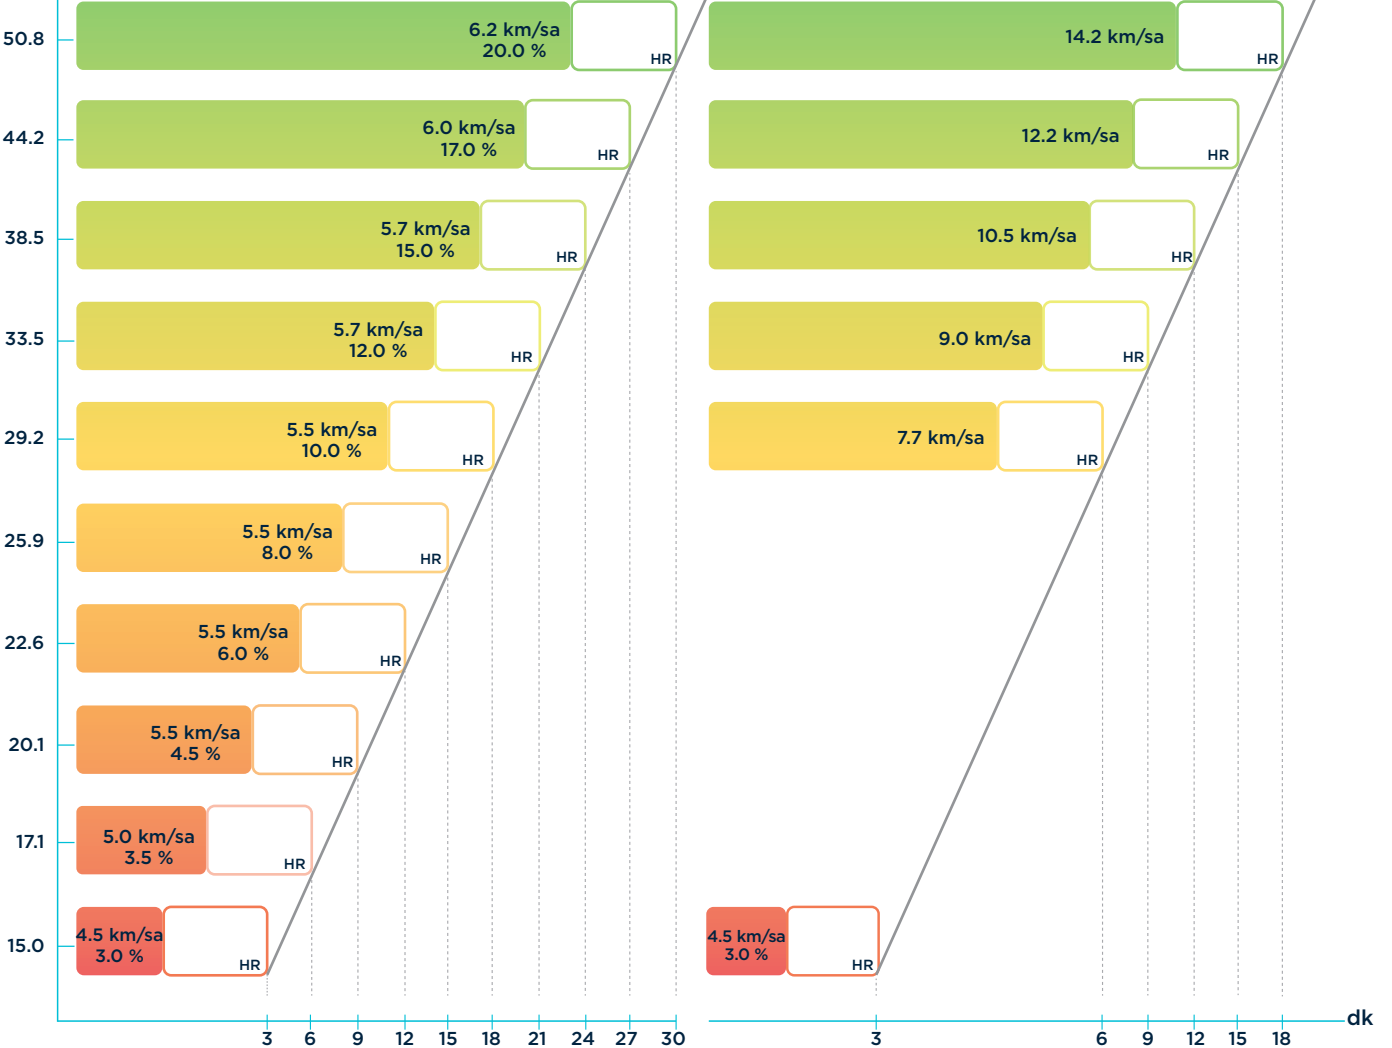 50.8
6.2 km/sa
20.0 %
HR
14.2 km/sa
HR
44.2
6.0 km/sa
17.0 %
HR
12.2 km/sa
HR
38.5
5.7 km/sa
15.0 %
HR
10.5 km/sa
HR
33.5
5.7 km/sa
12.0 %
HR
9.0 km/sa
HR
29.2
5.5 km/sa
10.0 %
HR
7.7 km/sa
HR
25.9
5.5 km/sa
8.0 %
HR
22.6
5.5 km/sa
6.0 %
HR
20.1
5.5 km/sa
4.5 %
HR
17.1
5.0 km/sa
3.5 %
HR
15.0
4.5 km/sa
3.0 %
HR
4.5 km/sa
3.0 %
HR
3 6 9 12 15 18 21 24 27 30
3 6 9 12 15 18
dk